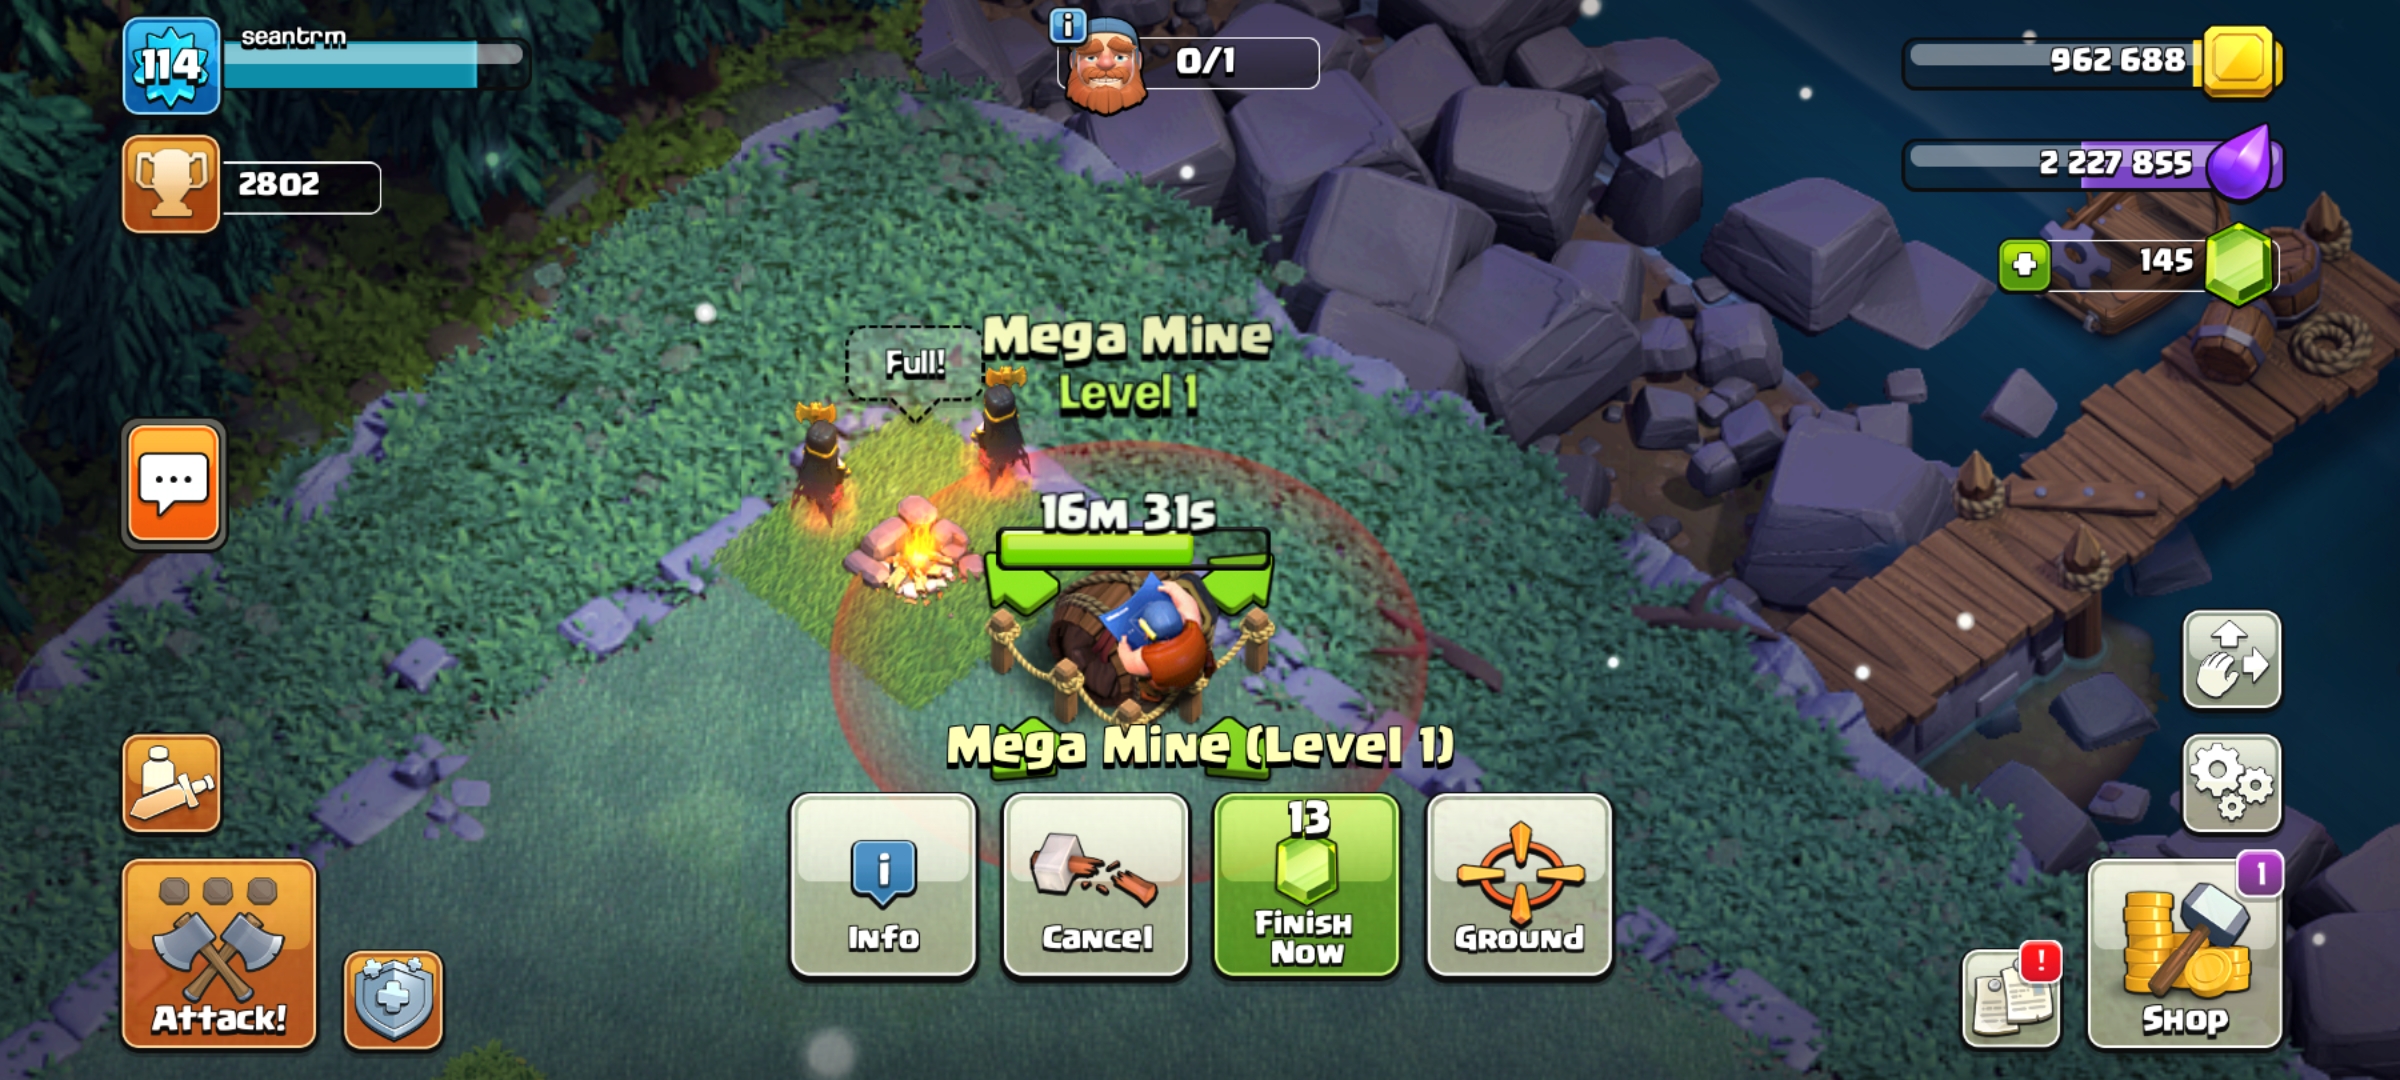 114
seantrm
0/1
962 688
2802
2 227 855
145
Full!
Mega Mine
Level 1
16M 31s
Mega Mine (Level 1)
Info
Cancel
13
Finish
Now
Ground
Attack!
!
1
Shop